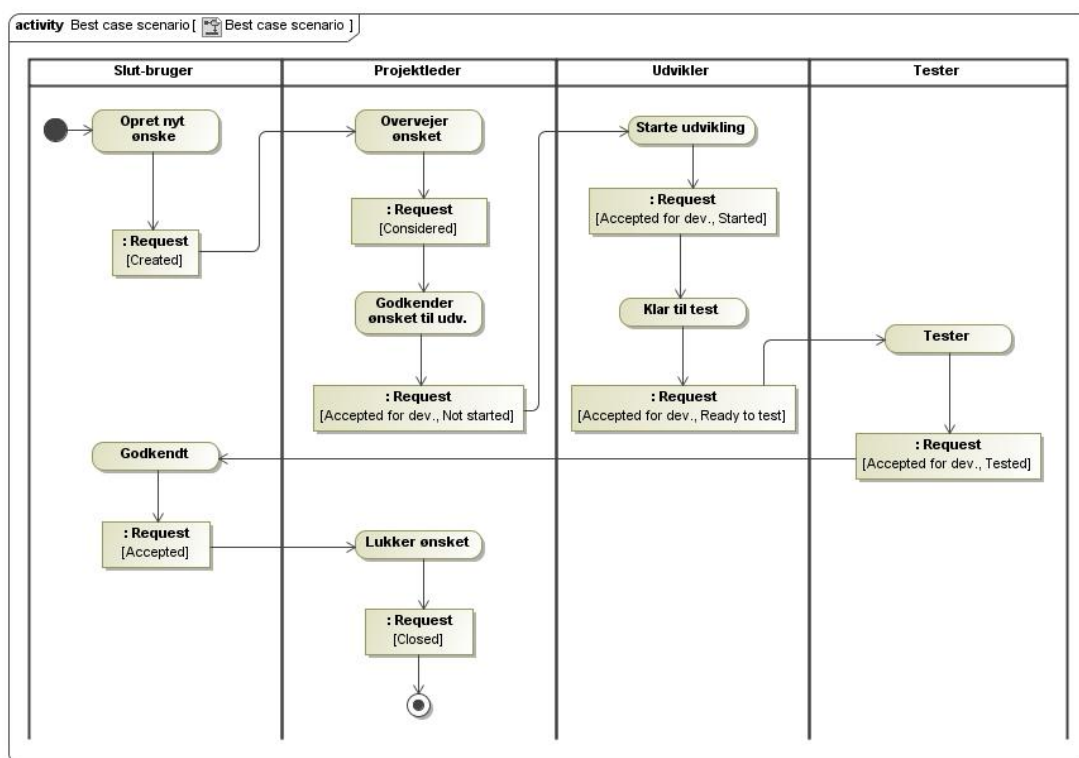 activity Best case scenario[ Best case scenario ]
Slut-bruger
Projektleder
Udvikler
Tester
Opret nyt
ønske
: Request
[Created]
Overvejer
ønsket
: Request
[Considered]
Godkender
ønsket til udv.
: Request
[Accepted for dev., Not started]
Starte udvikling
: Request
[Accepted for dev., Started]
Klar til test
: Request
[Accepted for dev., Ready to test]
Tester
: Request
[Accepted for dev., Tested]
Godkendt
: Request
[Accepted]
Lukker ønsket
: Request
[Closed]